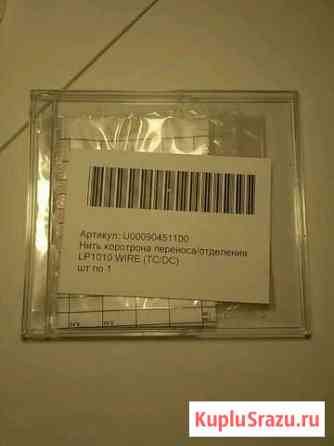 Артикул: U00090451100
Нить коротрона переноса/отделения
LP1010 WIRE (TC/DC)
шт по 1
KupluSrazu.ru